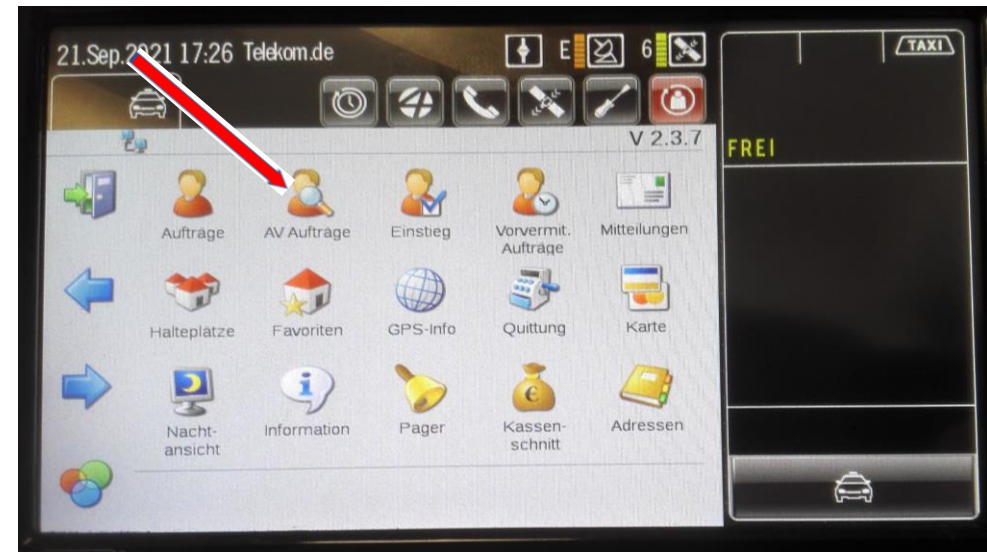 21.Sep.2021 17:26 Telekom.de E 6 TAXI
V 2.3.7
FREI
Aufträge AV Aufträge Einstieg Vorvermit. Aufträge Mitteilungen
Halteplätze Favoriten GPS-Info Quittung Karte
Nacht-ansicht Information Pager Kassen-schnitt Adressen